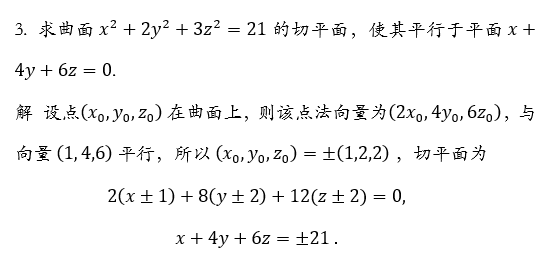 3. 求曲面 x² + 2y² + 3z² = 21 的切平面，使其平行于平面 x +
4y + 6z = 0.
解 设点(x₀, y₀, z₀) 在曲面上，则该点法向量为(2x₀, 4y₀, 6z₀)，与
向量 (1, 4,6) 平行，所以 (x₀, y₀, z₀) = ±(1,2,2) ，切平面为
2(x ± 1) + 8(y ± 2) + 12(z ± 2) = 0,
x + 4y + 6z = ±21 .